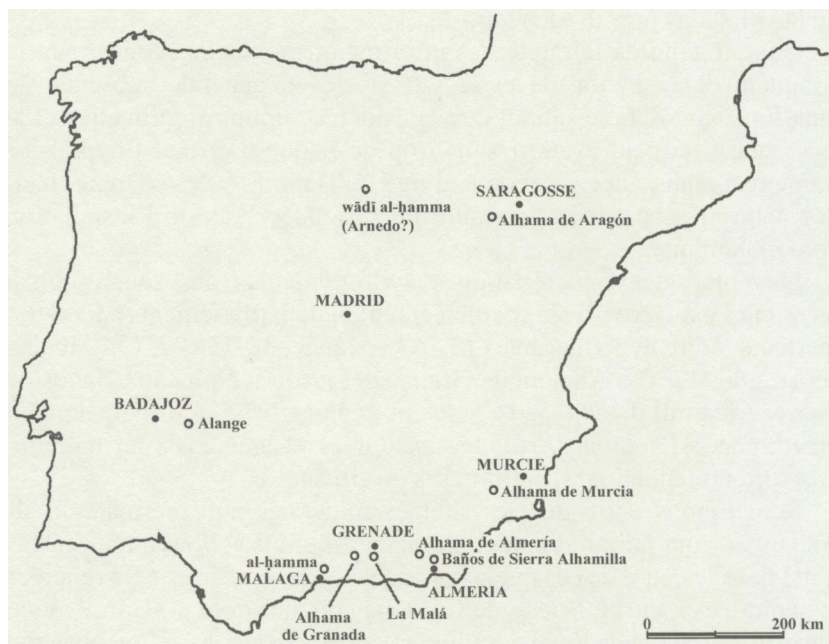 SARAGOSSE
wādī al-ḥamma
(Arnedo?)
Alhama de Aragón
MADRID
BADAJOZ
Alange
MURCIE
Alhama de Murcia
GRENADE
Alhama de Almería
al-ḥamma
Baños de Sierra Alhamilla
MALAGA
ALMERIA
Alhama
de Granada
La Malá
0 200 km